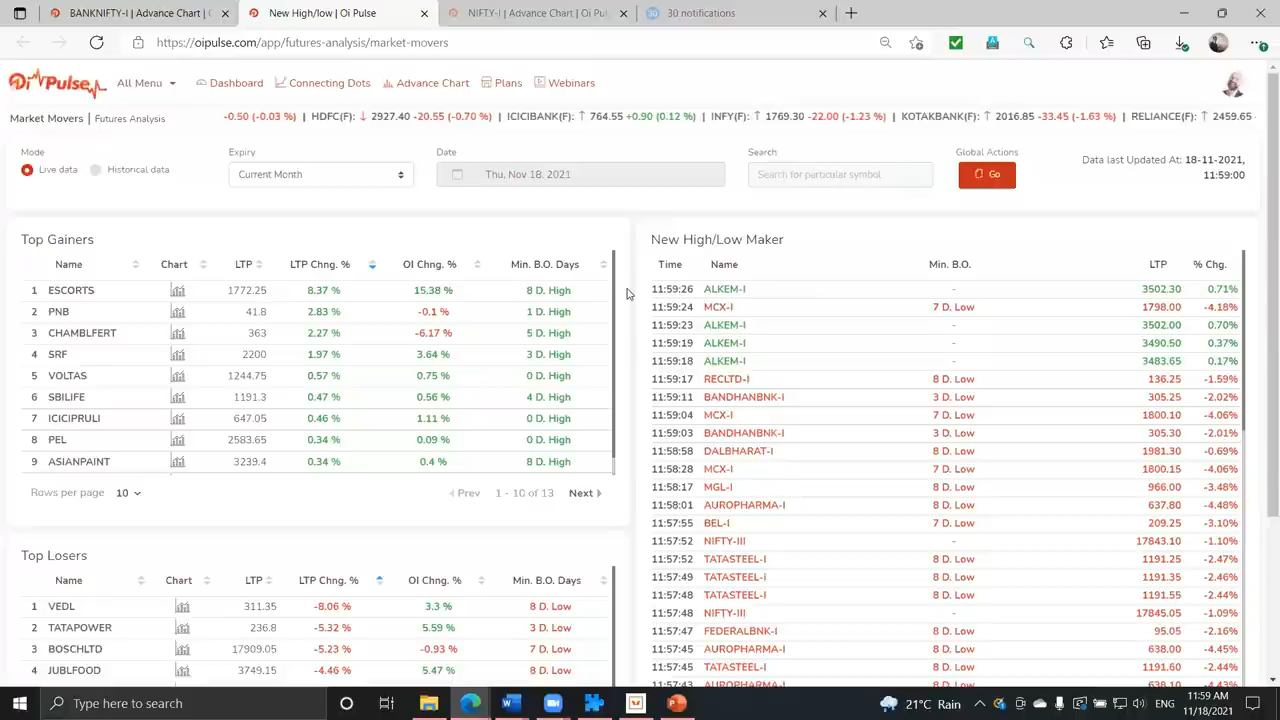 BANKNIFTY-I | Advance Chart | O
New High/low | Oi Pulse
NIFTY-I | Advance Chart | Oi Pul
30 notifications
https://oipulse.com/app/futures-analysis/market-movers
Oi Pulse
All Menu
Dashboard
Connecting Dots
Advance Chart
Plans
Webinars
Market Movers | Futures Analysis
-0.50 (-0.03 %) | HDFC(F): ↓ 2927.40 -20.55 (-0.70 %) | ICICIBANK(F): ↑ 764.55 +0.90 (0.12 %) | INFY(F): ↑ 1769.30 -22.00 (-1.23 %) | KOTAKBANK(F): ↑ 2016.85 -33.45 (-1.63 %) | RELIANCE(F): ↑ 2459.65
Mode
Live data
Historical data
Expiry
Current Month
Date
Thu, Nov 18, 2021
Search
Search for particular symbol
Global Actions
Go
Data last Updated At: 18-11-2021,
11:59:00
Top Gainers
Name Chart LTP LTP Chng. % OI Chng. % Min. B.O. Days
1 ESCORTS 1772.25 8.37 % 15.38 % 8 D. High
2 PNB 41.8 2.83 % -0.1 % 1 D. High
3 CHAMBLFERT 363 2.27 % -6.17 % 5 D. High
4 SRF 2200 1.97 % 3.64 % 3 D. High
5 VOLTAS 1244.75 0.57 % 0.75 % 0 D. High
6 SBILIFE 1191.3 0.47 % 0.56 % 4 D. High
7 ICICIPRULI 647.05 0.46 % 1.11 % 0 D. High
8 PEL 2583.65 0.34 % 0.09 % 0 D. High
9 ASIANPAINT 3239.4 0.34 % 0.4 % 8 D. High
Rows per page 10
Prev 1 - 10 of 13 Next
Top Losers
Name Chart LTP LTP Chng. % OI Chng. % Min. B.O. Days
1 VEDL 311.35 -8.06 % 3.3 % 8 D. Low
2 TATAPOWER 236.8 -5.32 % 5.59 % 3 D. Low
3 BOSCHLTD 17909.05 -5.23 % -0.93 % 7 D. Low
4 JUBLFOOD 3749.15 -4.46 % 5.47 % 8 D. Low
New High/Low Maker
Time Name Min. B.O. LTP % Chg.
11:59:26 ALKEM-I - 3502.30 0.71%
11:59:24 MCX-I 7 D. Low 1798.00 -4.18%
11:59:23 ALKEM-I - 3502.00 0.70%
11:59:19 ALKEM-I - 3490.50 0.37%
11:59:18 ALKEM-I - 3483.65 0.17%
11:59:17 RECLTD-I 8 D. Low 136.25 -1.59%
11:59:11 BANDHANBNK-I 3 D. Low 305.25 -2.02%
11:59:04 MCX-I 7 D. Low 1800.10 -4.06%
11:59:03 BANDHANBNK-I 3 D. Low 305.30 -2.01%
11:58:58 DALBHARAT-I 8 D. Low 1981.30 -0.69%
11:58:28 MCX-I 7 D. Low 1800.15 -4.06%
11:58:17 MGL-I 8 D. Low 966.00 -3.48%
11:58:01 AUROPHARMA-I 8 D. Low 637.80 -4.48%
11:57:55 BEL-I 7 D. Low 209.25 -3.10%
11:57:52 NIFTY-III - 17843.10 -1.10%
11:57:52 TATASTEEL-I 8 D. Low 1191.25 -2.47%
11:57:49 TATASTEEL-I 8 D. Low 1191.35 -2.46%
11:57:48 TATASTEEL-I 8 D. Low 1191.55 -2.44%
11:57:48 NIFTY-III - 17845.05 -1.09%
11:57:47 FEDERALBNK-I 8 D. Low 95.05 -2.16%
11:57:45 AUROPHARMA-I 8 D. Low 638.00 -4.45%
11:57:45 TATASTEEL-I 8 D. Low 1191.60 -2.44%
11:57:43 AUROPHARMA-I 8 D. Low 638.10 -4.43%
Type here to search
21°C Rain
ENG
11:59 AM
11/18/2021